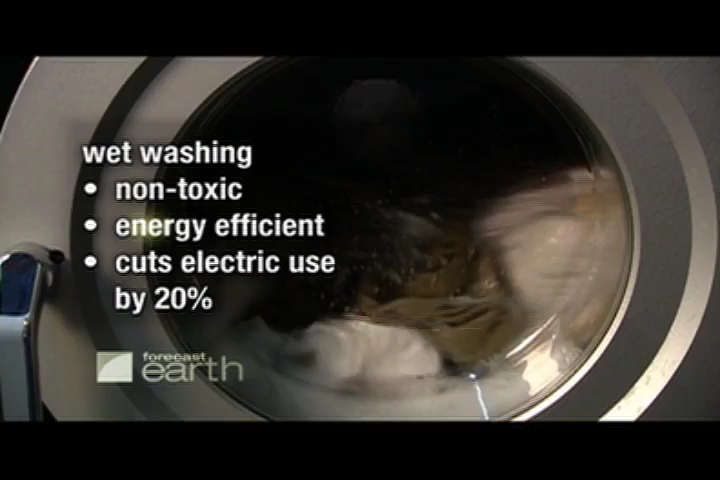 wet washing
• non-toxic
• energy efficient
• cuts electric use
by 20%
forecast
earth